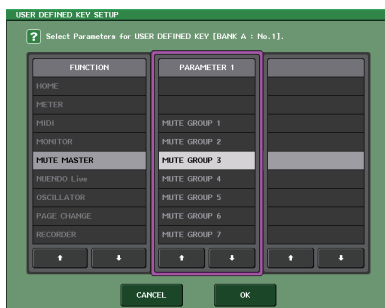 USER DEFINED KEY SETUP
? Select Parameters for USER DEFINED KEY [BANK A : No.1].
FUNCTION
HOME
METER
MIDI
MONITOR
MUTE MASTER
NUENDO Live
OSCILLATOR
PAGE CHANGE
RECORDER
PARAMETER 1
MUTE GROUP 1
MUTE GROUP 2
MUTE GROUP 3
MUTE GROUP 4
MUTE GROUP 5
MUTE GROUP 6
MUTE GROUP 7
CANCEL
OK